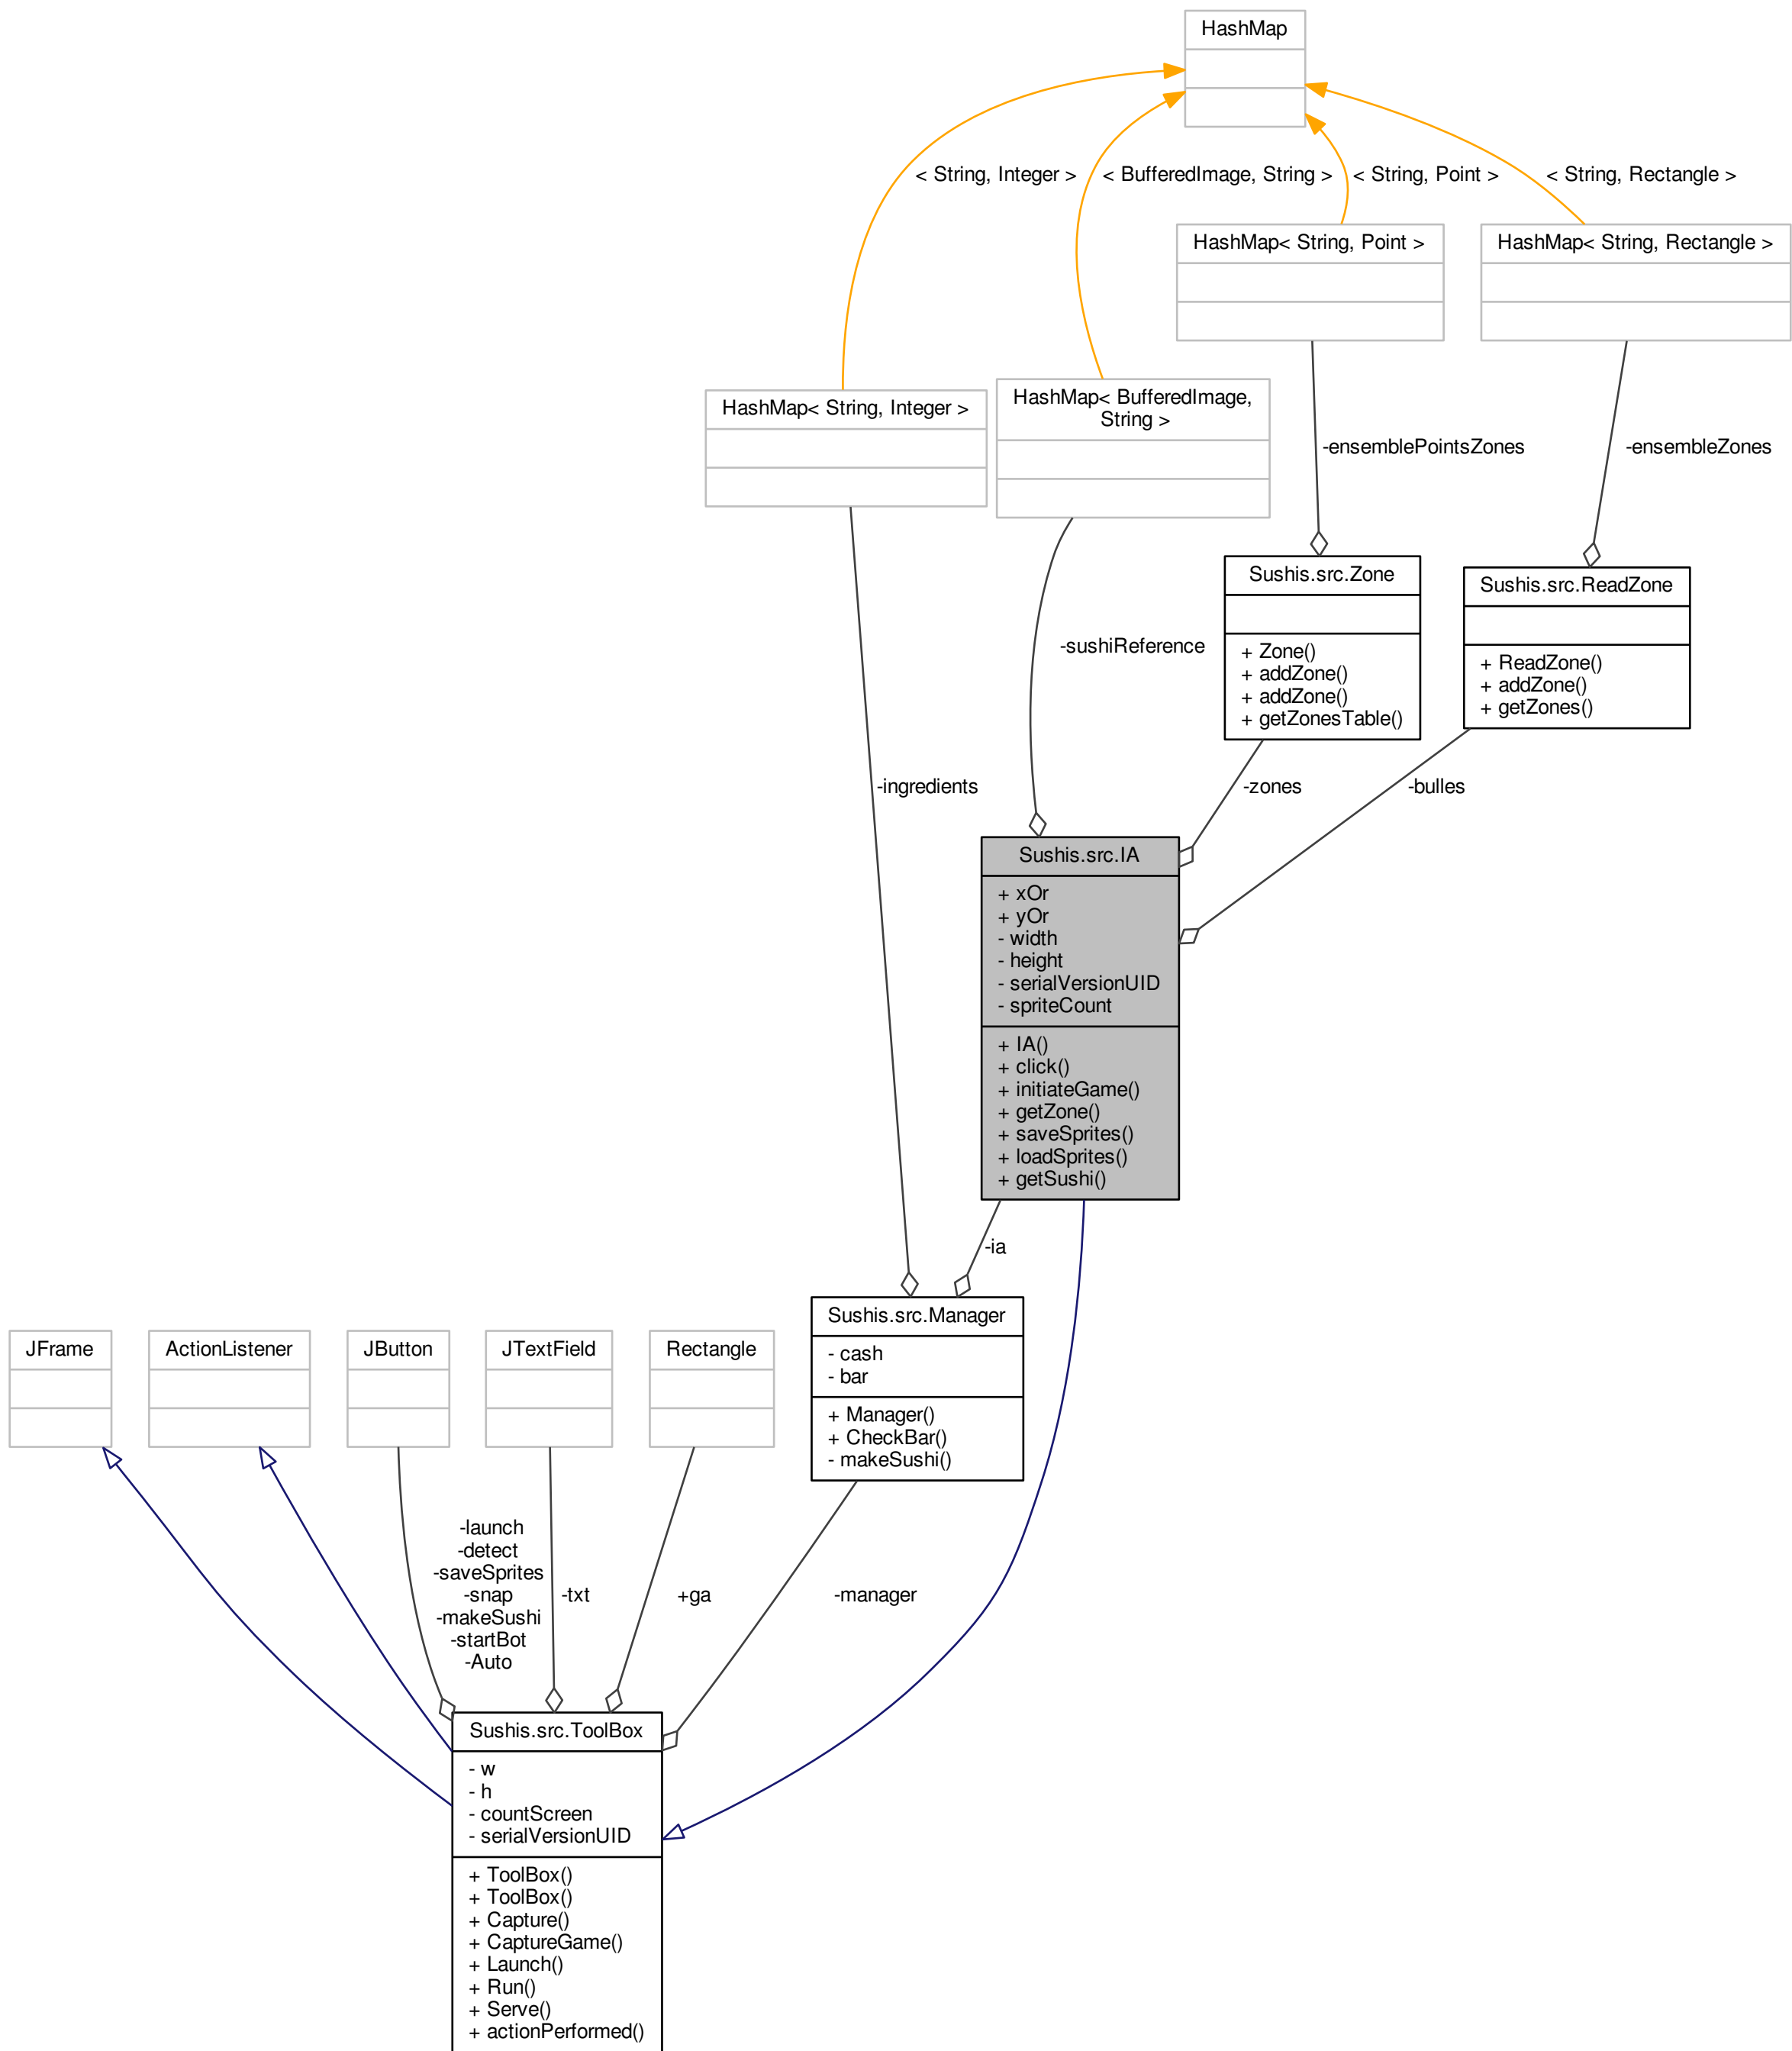 HashMap
< String, Integer >
< BufferedImage, String >
< String, Point >
< String, Rectangle >
HashMap< String, Point >
HashMap< String, Rectangle >
HashMap< String, Integer >
HashMap< BufferedImage,
String >
-ensemblePointsZones
-ensembleZones
Sushis.src.Zone
+ Zone()
+ addZone()
+ addZone()
+ getZonesTable()
Sushis.src.ReadZone
+ ReadZone()
+ addZone()
+ getZones()
-sushiReference
-ingredients
-zones
-bulles
Sushis.src.IA
+ xOr
+ yOr
- width
- height
- serialVersionUID
- spriteCount
+ IA()
+ click()
+ initiateGame()
+ getZone()
+ saveSprites()
+ loadSprites()
+ getSushi()
-ia
Sushis.src.Manager
- cash
- bar
+ Manager()
+ CheckBar()
- makeSushi()
JFrame
ActionListener
JButton
JTextField
Rectangle
-launch
-detect
-saveSprites
-snap
-makeSushi
-startBot
-Auto
-txt
+ga
-manager
Sushis.src.ToolBox
- w
- h
- countScreen
- serialVersionUID
+ ToolBox()
+ ToolBox()
+ Capture()
+ CaptureGame()
+ Launch()
+ Run()
+ Serve()
+ actionPerformed()